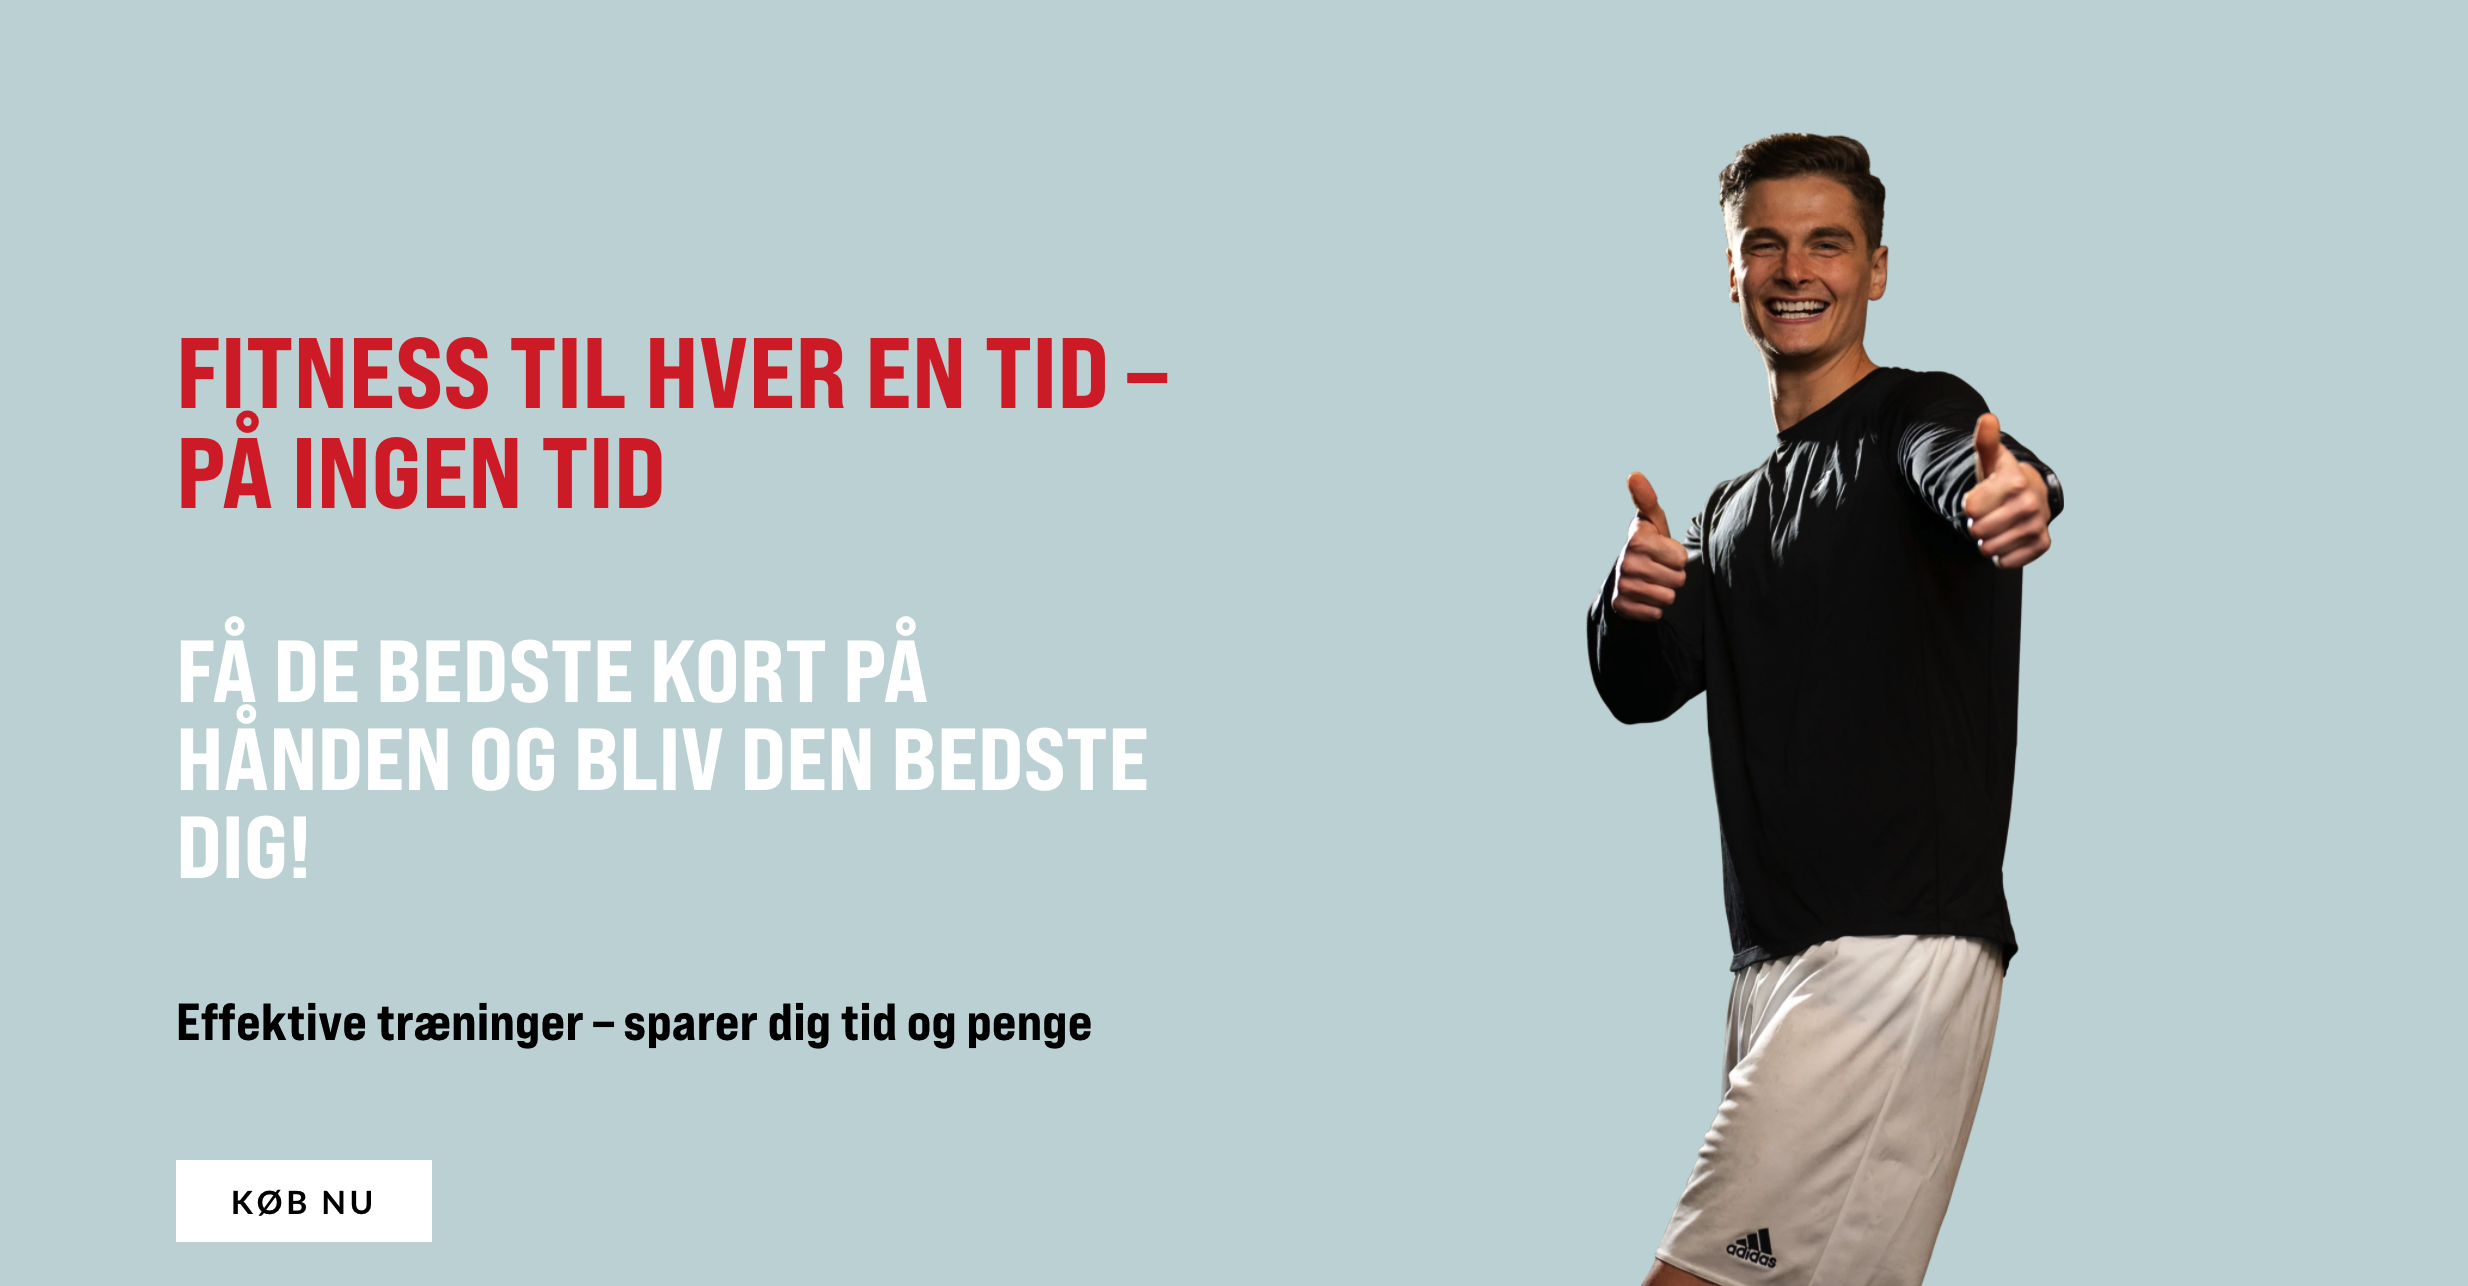 FITNESS TIL HVER EN TID –
PÅ INGEN TID
FÅ DE BEDSTE KORT PÅ
HÅNDEN OG BLIV DEN BEDSTE
DIG!
Effektive træninger – sparer dig tid og penge
KØB NU
adidas